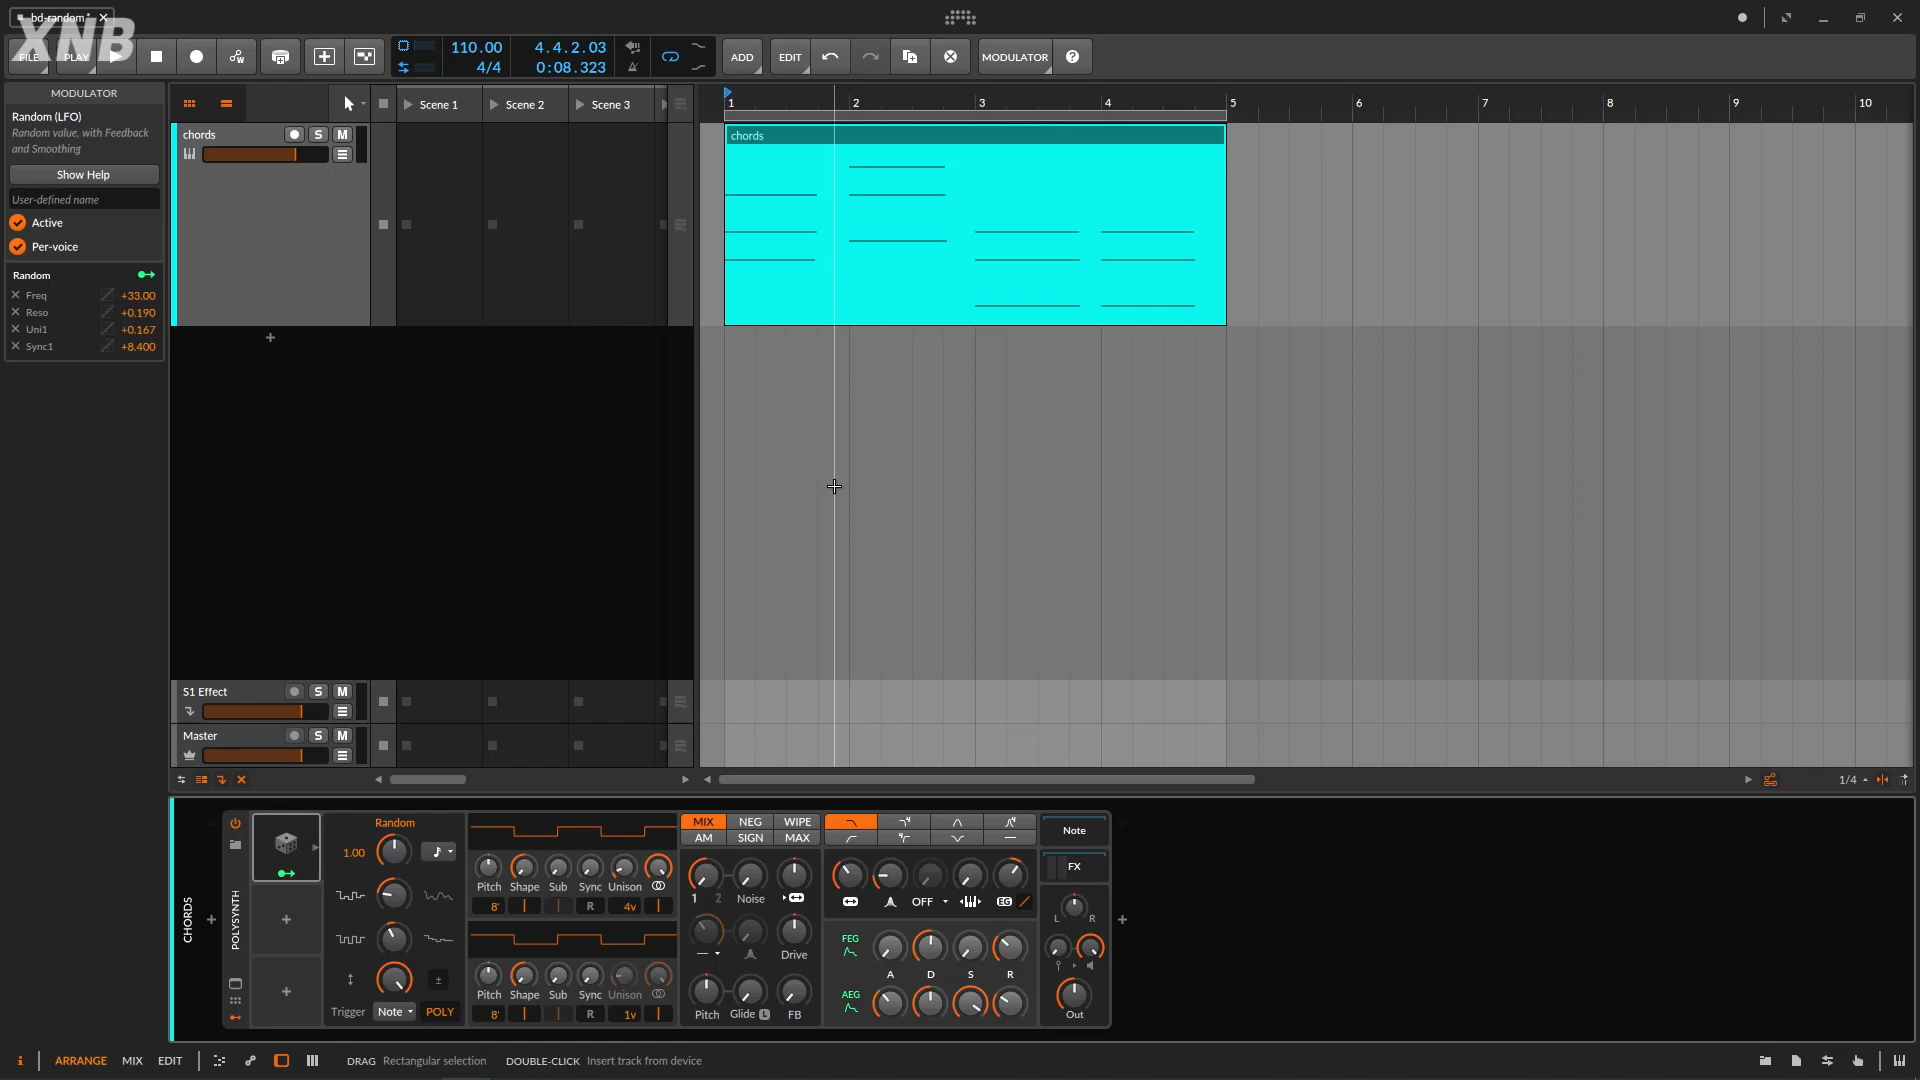 bd-random*
XNB
FILE
PLAY
110.00
4/4
4.4.2.03
0:08.323
ADD
EDIT
MODULATOR
?
MODULATOR
Random (LFO)
Random value, with Feedback
and Smoothing
Show Help
User-defined name
Active
Per-voice
Random
Freq +33.00
Reso +0.190
Uni1 +0.167
Sync1 +8.400
Scene 1
Scene 2
Scene 3
chords
S M
1 2 3 4 5 6 7 8 9 10
chords
S1 Effect
S M
Master
S M
1/4
CHORDS
POLYSYNTH
Random
1.00
Trigger Note POLY
Pitch Shape Sub Sync Unison
8' R 4v
Pitch Shape Sub Sync Unison
8' R 1v
MIX NEG WIPE
AM SIGN MAX
1 2 Noise
Drive
Pitch Glide L FB
OFF EG
FEG
A D S R
AEG
Note
FX
L R
Out
i ARRANGE MIX EDIT
DRAG Rectangular selection DOUBLE-CLICK Insert track from device